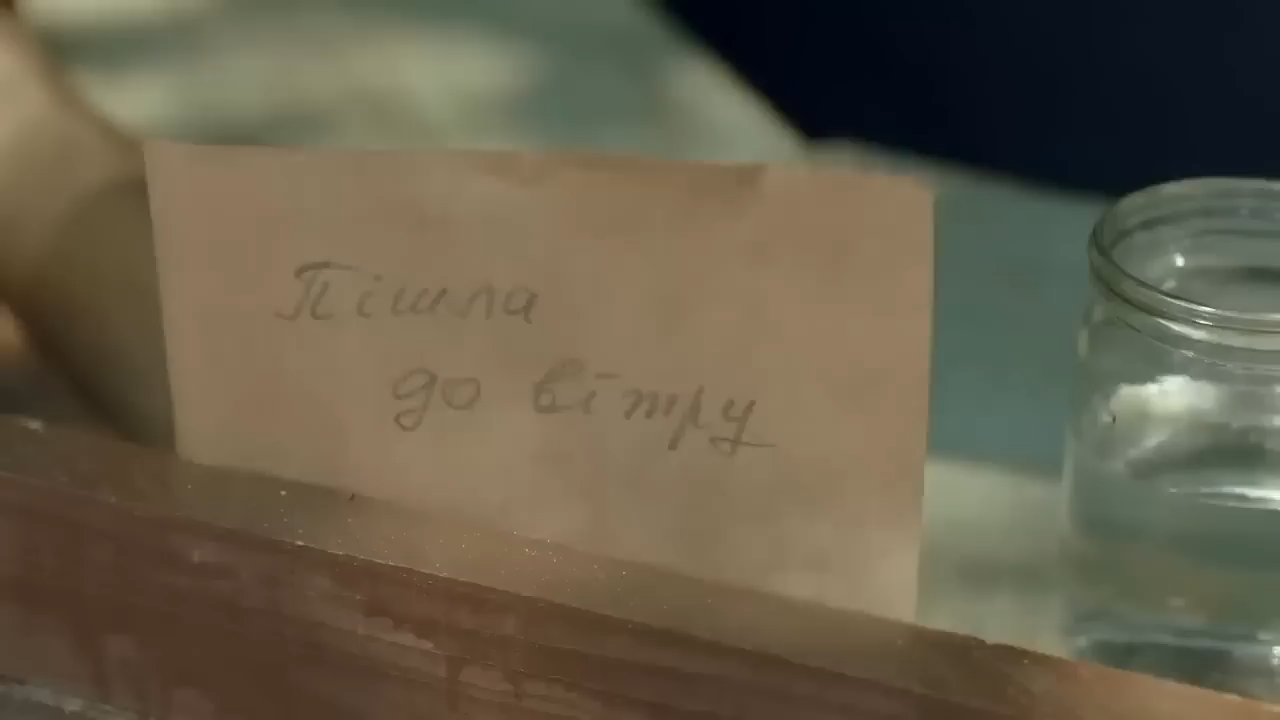 Пішла
до вітру